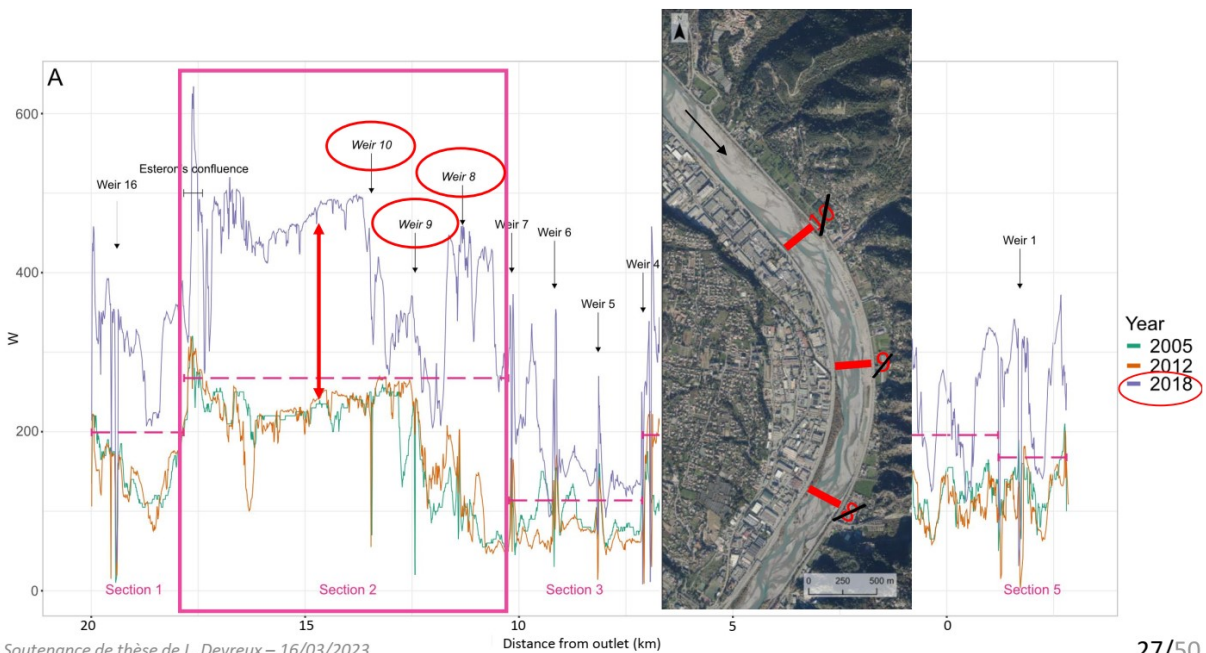 A
W
600
400
200
0
Weir 16
Esteron's confluence
Weir 10
Weir 9
Weir 8
Weir 7
Weir 6
Weir 5
Weir 4
Weir 1
10
9
8
0 250 500 m
Year
2005
2012
2018
Section 1
Section 2
Section 3
Section 5
20
15
10
5
0
Distance from outlet (km)
Soutenance de thèse de L. Devreux – 16/03/2023
27/50